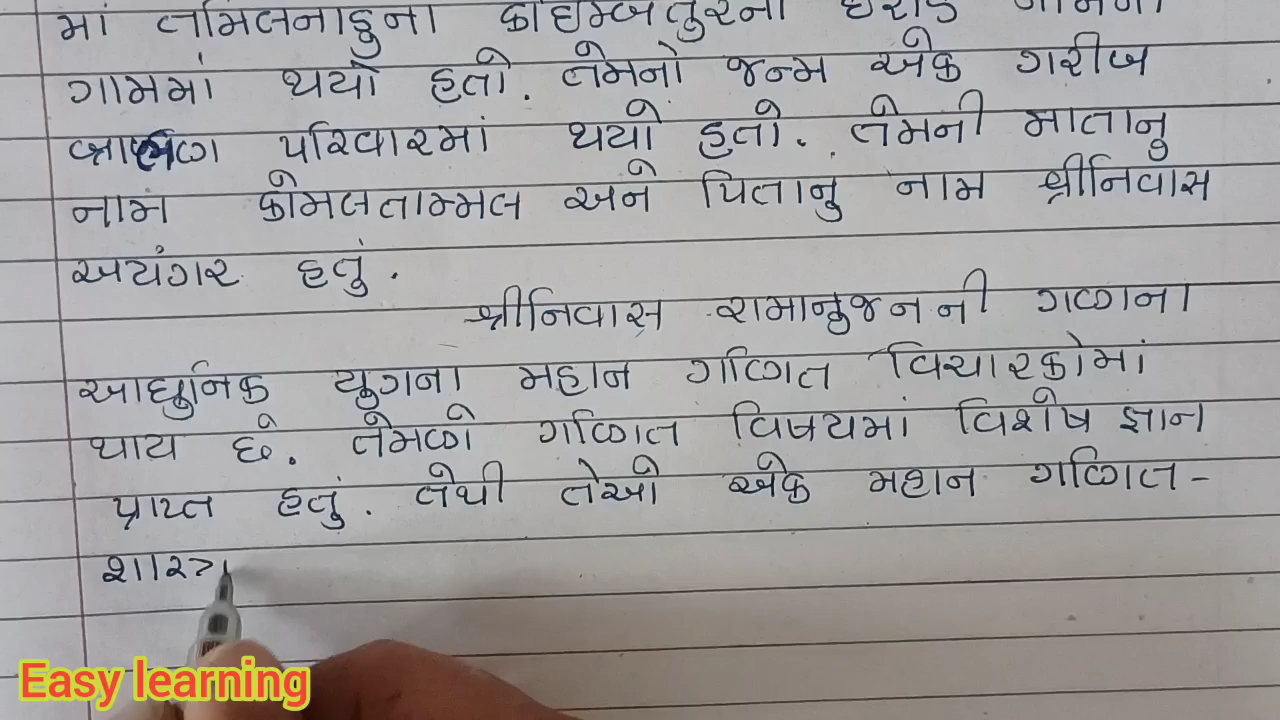 માં તમિલનાડુના કોઇમ્બતુરના ઇરોડ નામના
ગામમાં થયો હતો. તેમનો જન્મ એક ગરીબ
બ્રાહ્મણ પરિવારમાં થયો હતો. તેમની માતાનુ
નામ કોમલતામ્મલ અને પિતાનુ નામ શ્રીનિવાસ
અયંગર હતું.
શ્રીનિવાસ રામાનુજનની ગણના
આધુનિક યુગના મહાન ગણિત વિચારકોમાં
થાય છે. તેમણે ગણિત વિષયમાં વિશેષ જ્ઞાન
પ્રાપ્ત હતું. તેથી તેઓ એક મહાન ગણિત-
Easy learning